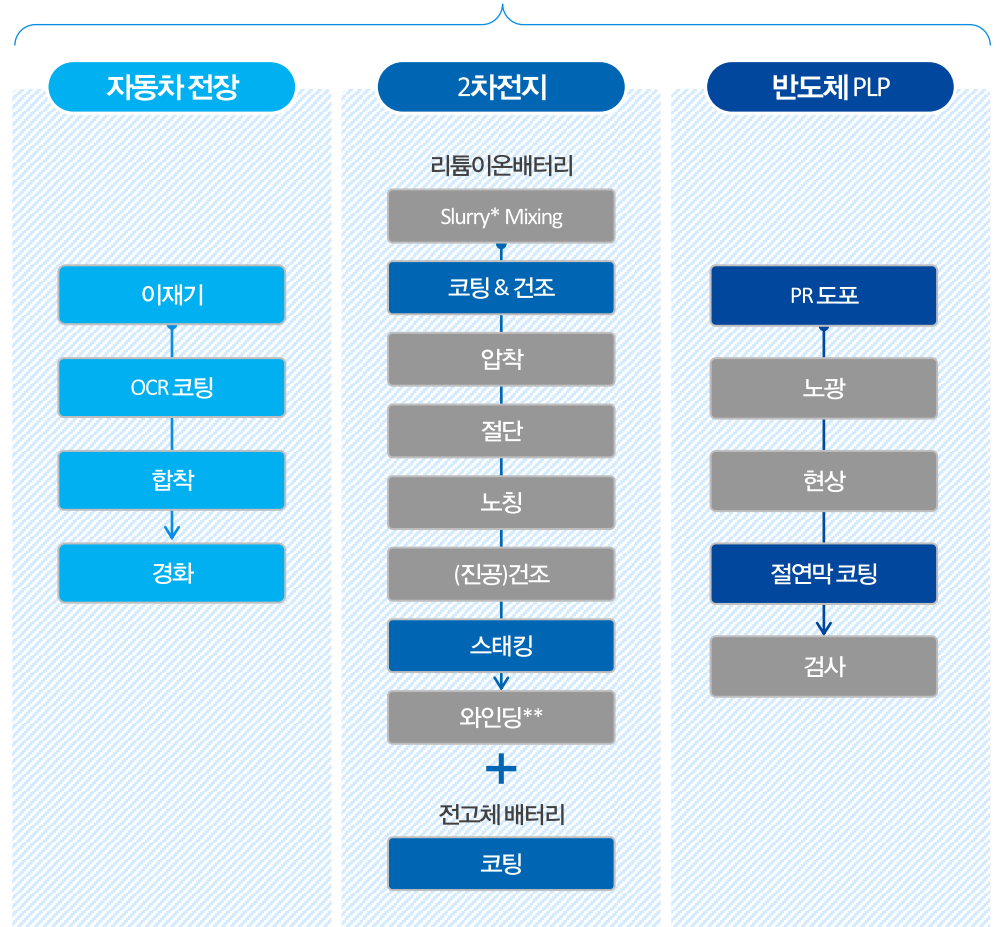 자동차 전장
이재기
OCR 코팅
합착
경화
2차전지
리튬이온배터리
Slurry* Mixing
코팅 & 건조
압착
절단
노칭
(진공)건조
스태킹
와인딩**
+
전고체 배터리
코팅
반도체 PLP
PR 도포
노광
현상
절연막 코팅
검사